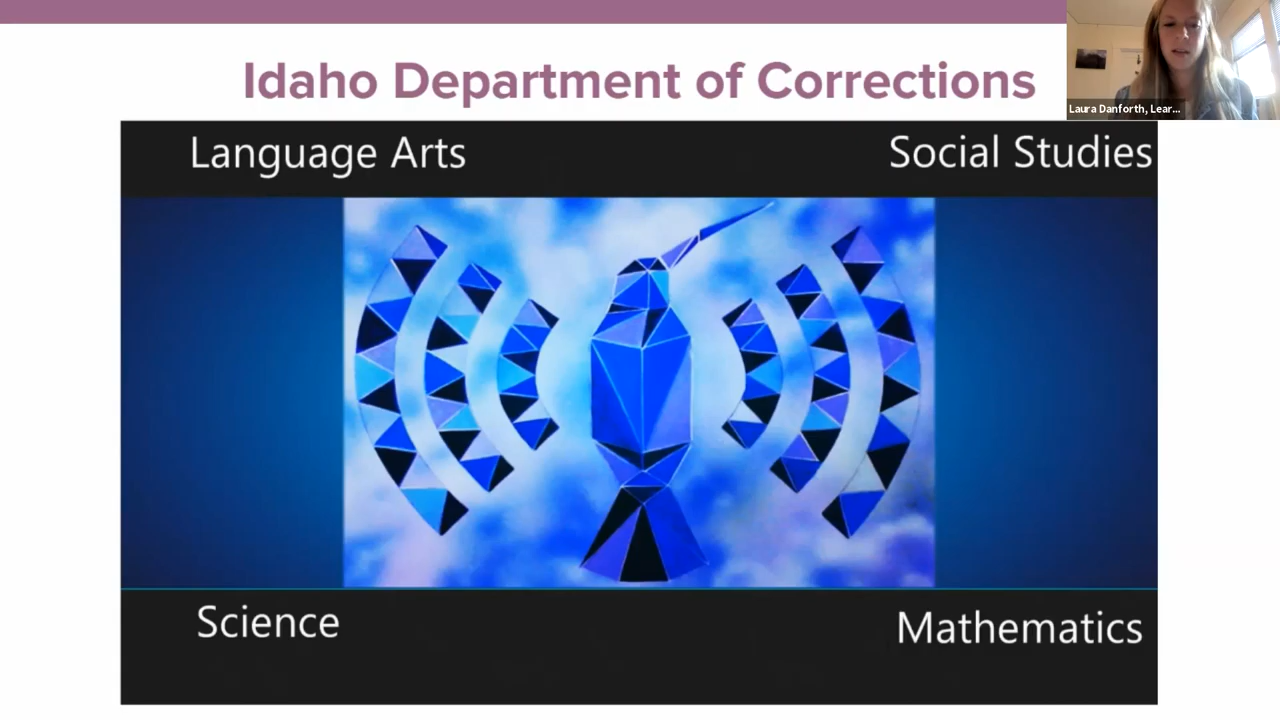 Idaho Department of Corrections
Laura Danforth, Lear...
Language Arts
Social Studies
Science
Mathematics